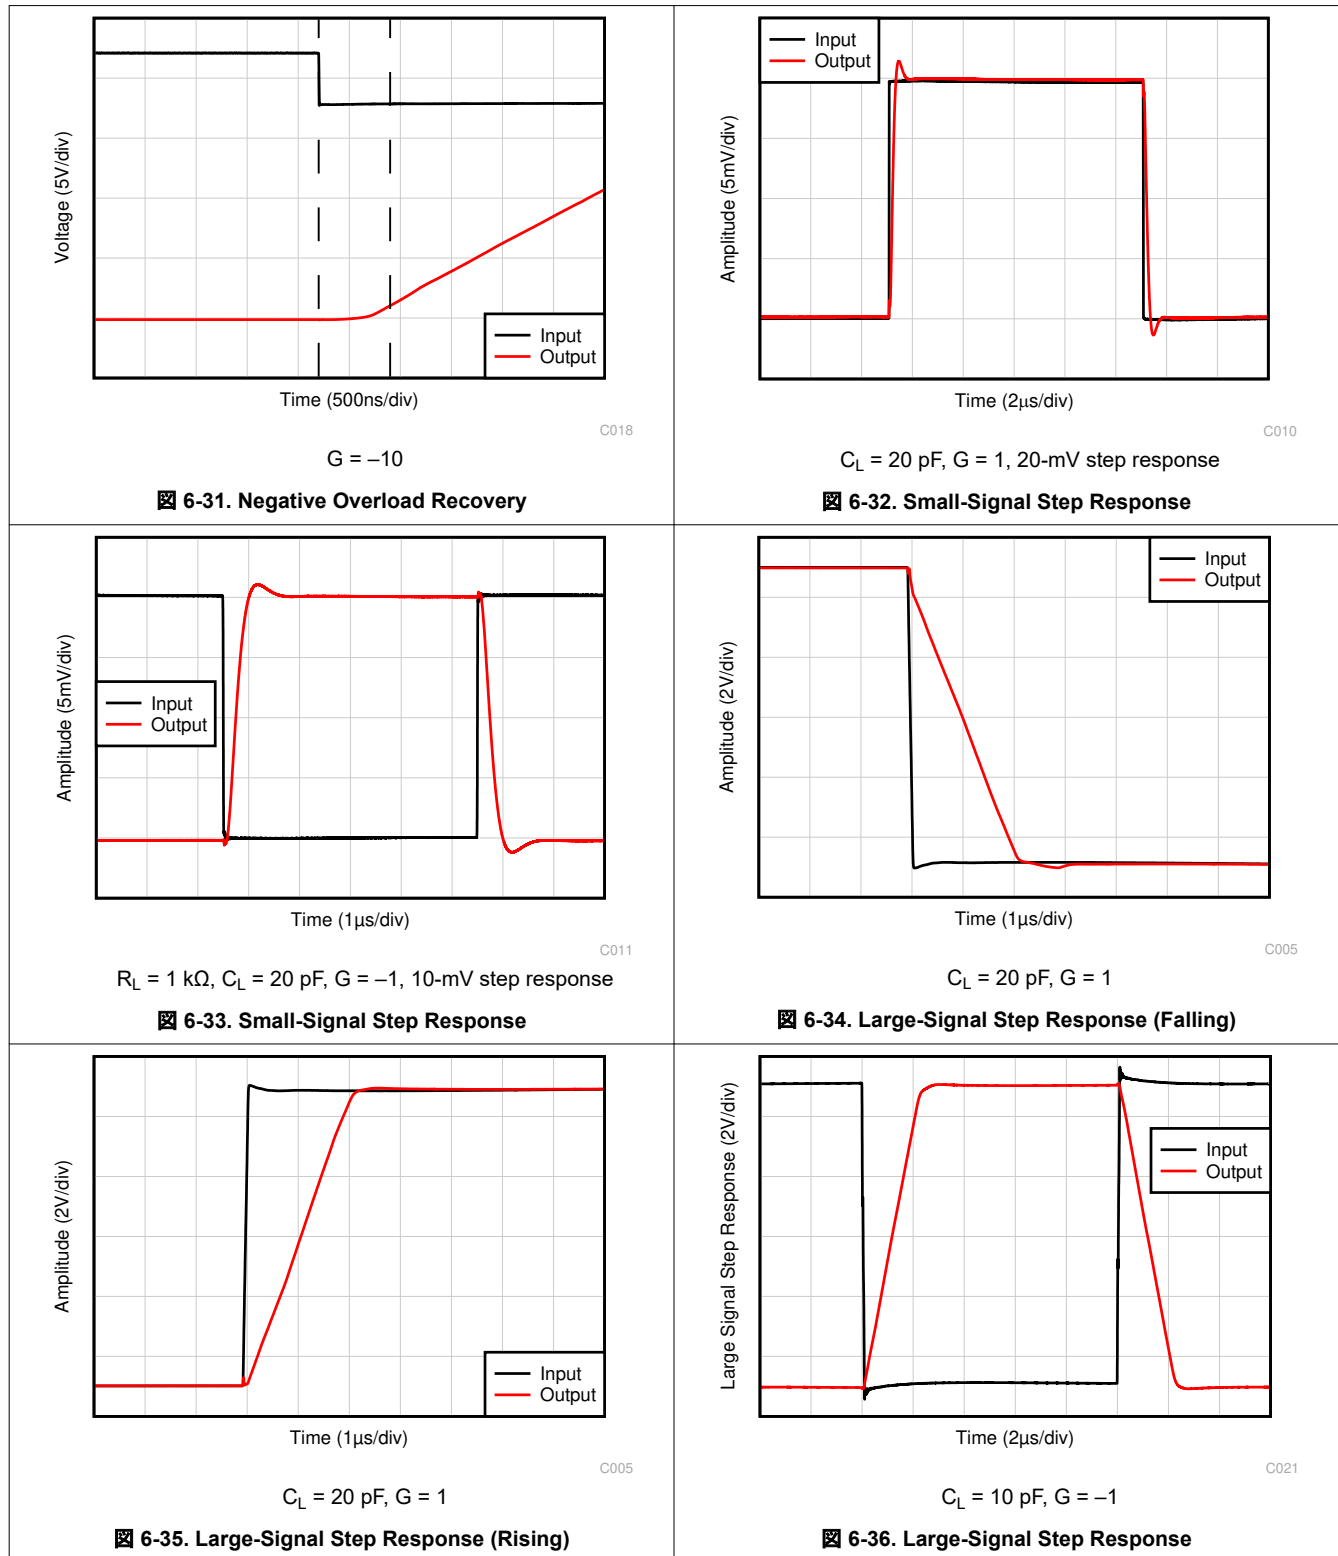 Input
Output
Voltage (5V/div)
Time (500ns/div)
C018
G = –10
図 6-31. Negative Overload Recovery
Input
Output
Amplitude (5mV/div)
Time (2μs/div)
C010
CL = 20 pF, G = 1, 20-mV step response
図 6-32. Small-Signal Step Response
Input
Output
Amplitude (5mV/div)
Time (1μs/div)
C011
RL = 1 kΩ, CL = 20 pF, G = –1, 10-mV step response
図 6-33. Small-Signal Step Response
Input
Output
Amplitude (2V/div)
Time (1μs/div)
C005
CL = 20 pF, G = 1
図 6-34. Large-Signal Step Response (Falling)
Input
Output
Amplitude (2V/div)
Time (1μs/div)
C005
CL = 20 pF, G = 1
図 6-35. Large-Signal Step Response (Rising)
Input
Output
Large Signal Step Response (2V/div)
Time (2μs/div)
C021
CL = 10 pF, G = –1
図 6-36. Large-Signal Step Response